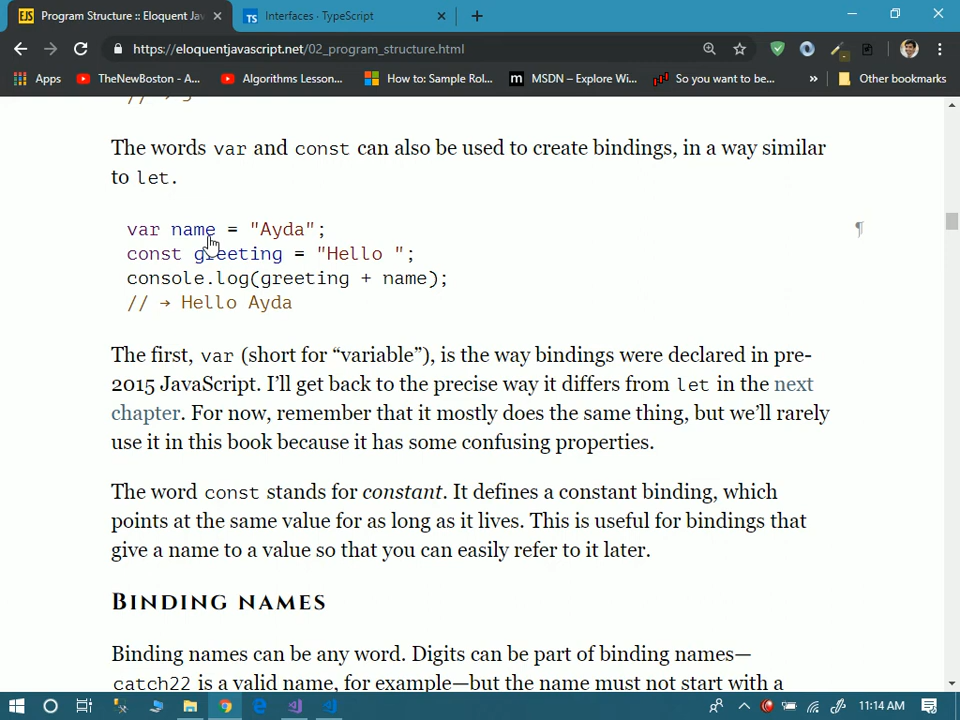 Program Structure :: Eloquent Jav
Interfaces · TypeScript
https://eloquentjavascript.net/02_program_structure.html
Apps
TheNewBoston - A...
Algorithms Lesson...
How to: Sample Rol...
MSDN – Explore Wi...
So you want to be...
»
Other bookmarks
The words var and const can also be used to create bindings, in a way similar
to let.
var name = "Ayda";
¶
const greeting = "Hello ";
console.log(greeting + name);
// → Hello Ayda
The first, var (short for “variable”), is the way bindings were declared in pre-
2015 JavaScript. I’ll get back to the precise way it differs from let in the next
chapter. For now, remember that it mostly does the same thing, but we’ll rarely
use it in this book because it has some confusing properties.
The word const stands for constant. It defines a constant binding, which
points at the same value for as long as it lives. This is useful for bindings that
give a name to a value so that you can easily refer to it later.
BINDING NAMES
Binding names can be any word. Digits can be part of binding names—
catch22 is a valid name, for example—but the name must not start with a
11:14 AM